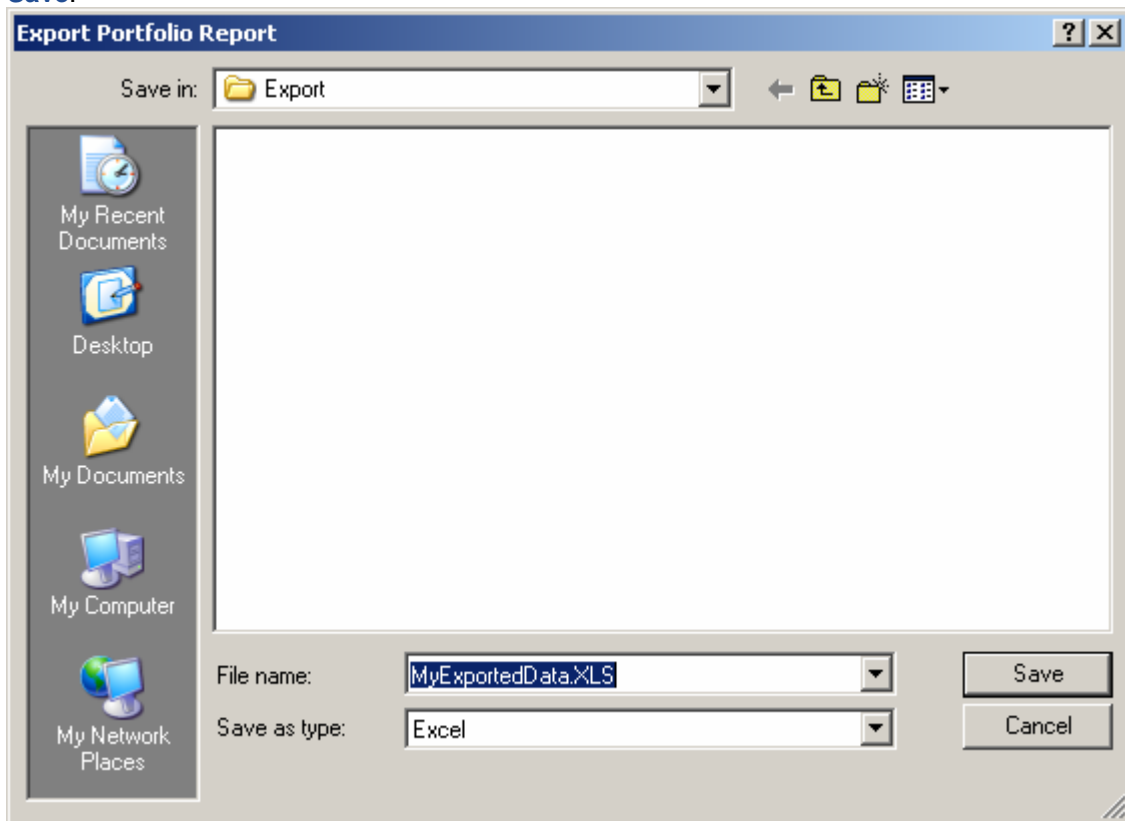 Save.
Export Portfolio Report
Save in:
Export
My Recent
Documents
Desktop
My Documents
My Computer
My Network
Places
File name:
MyExportedData.XLS
Save
Save as type:
Excel
Cancel